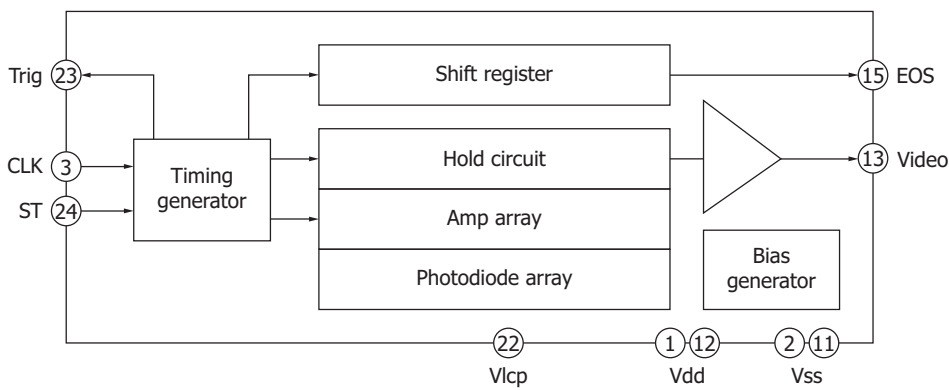 Shift register
Trig 23
15 EOS
CLK 3
Hold circuit
13 Video
Timing
generator
ST 24
Amp array
Photodiode array
Bias
generator
22
1 12
2 11
Vlcp
Vdd
Vss